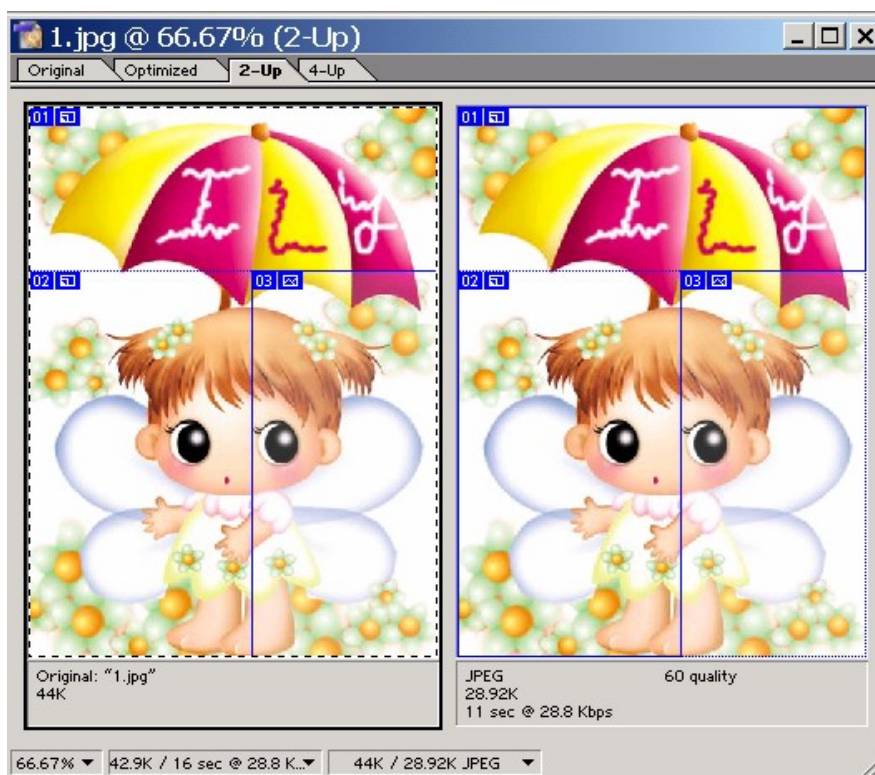 1.jpg @ 66.67% (2-Up)
Original Optimized 2-Up 4-Up
01
01
I L y
I L y
02 03
02 03
Original: "1.jpg"
44K
JPEG 60 quality
28.92K
11 sec @ 28.8 Kbps
66.67% 42.9K / 16 sec @ 28.8 K... 44K / 28.92K JPEG